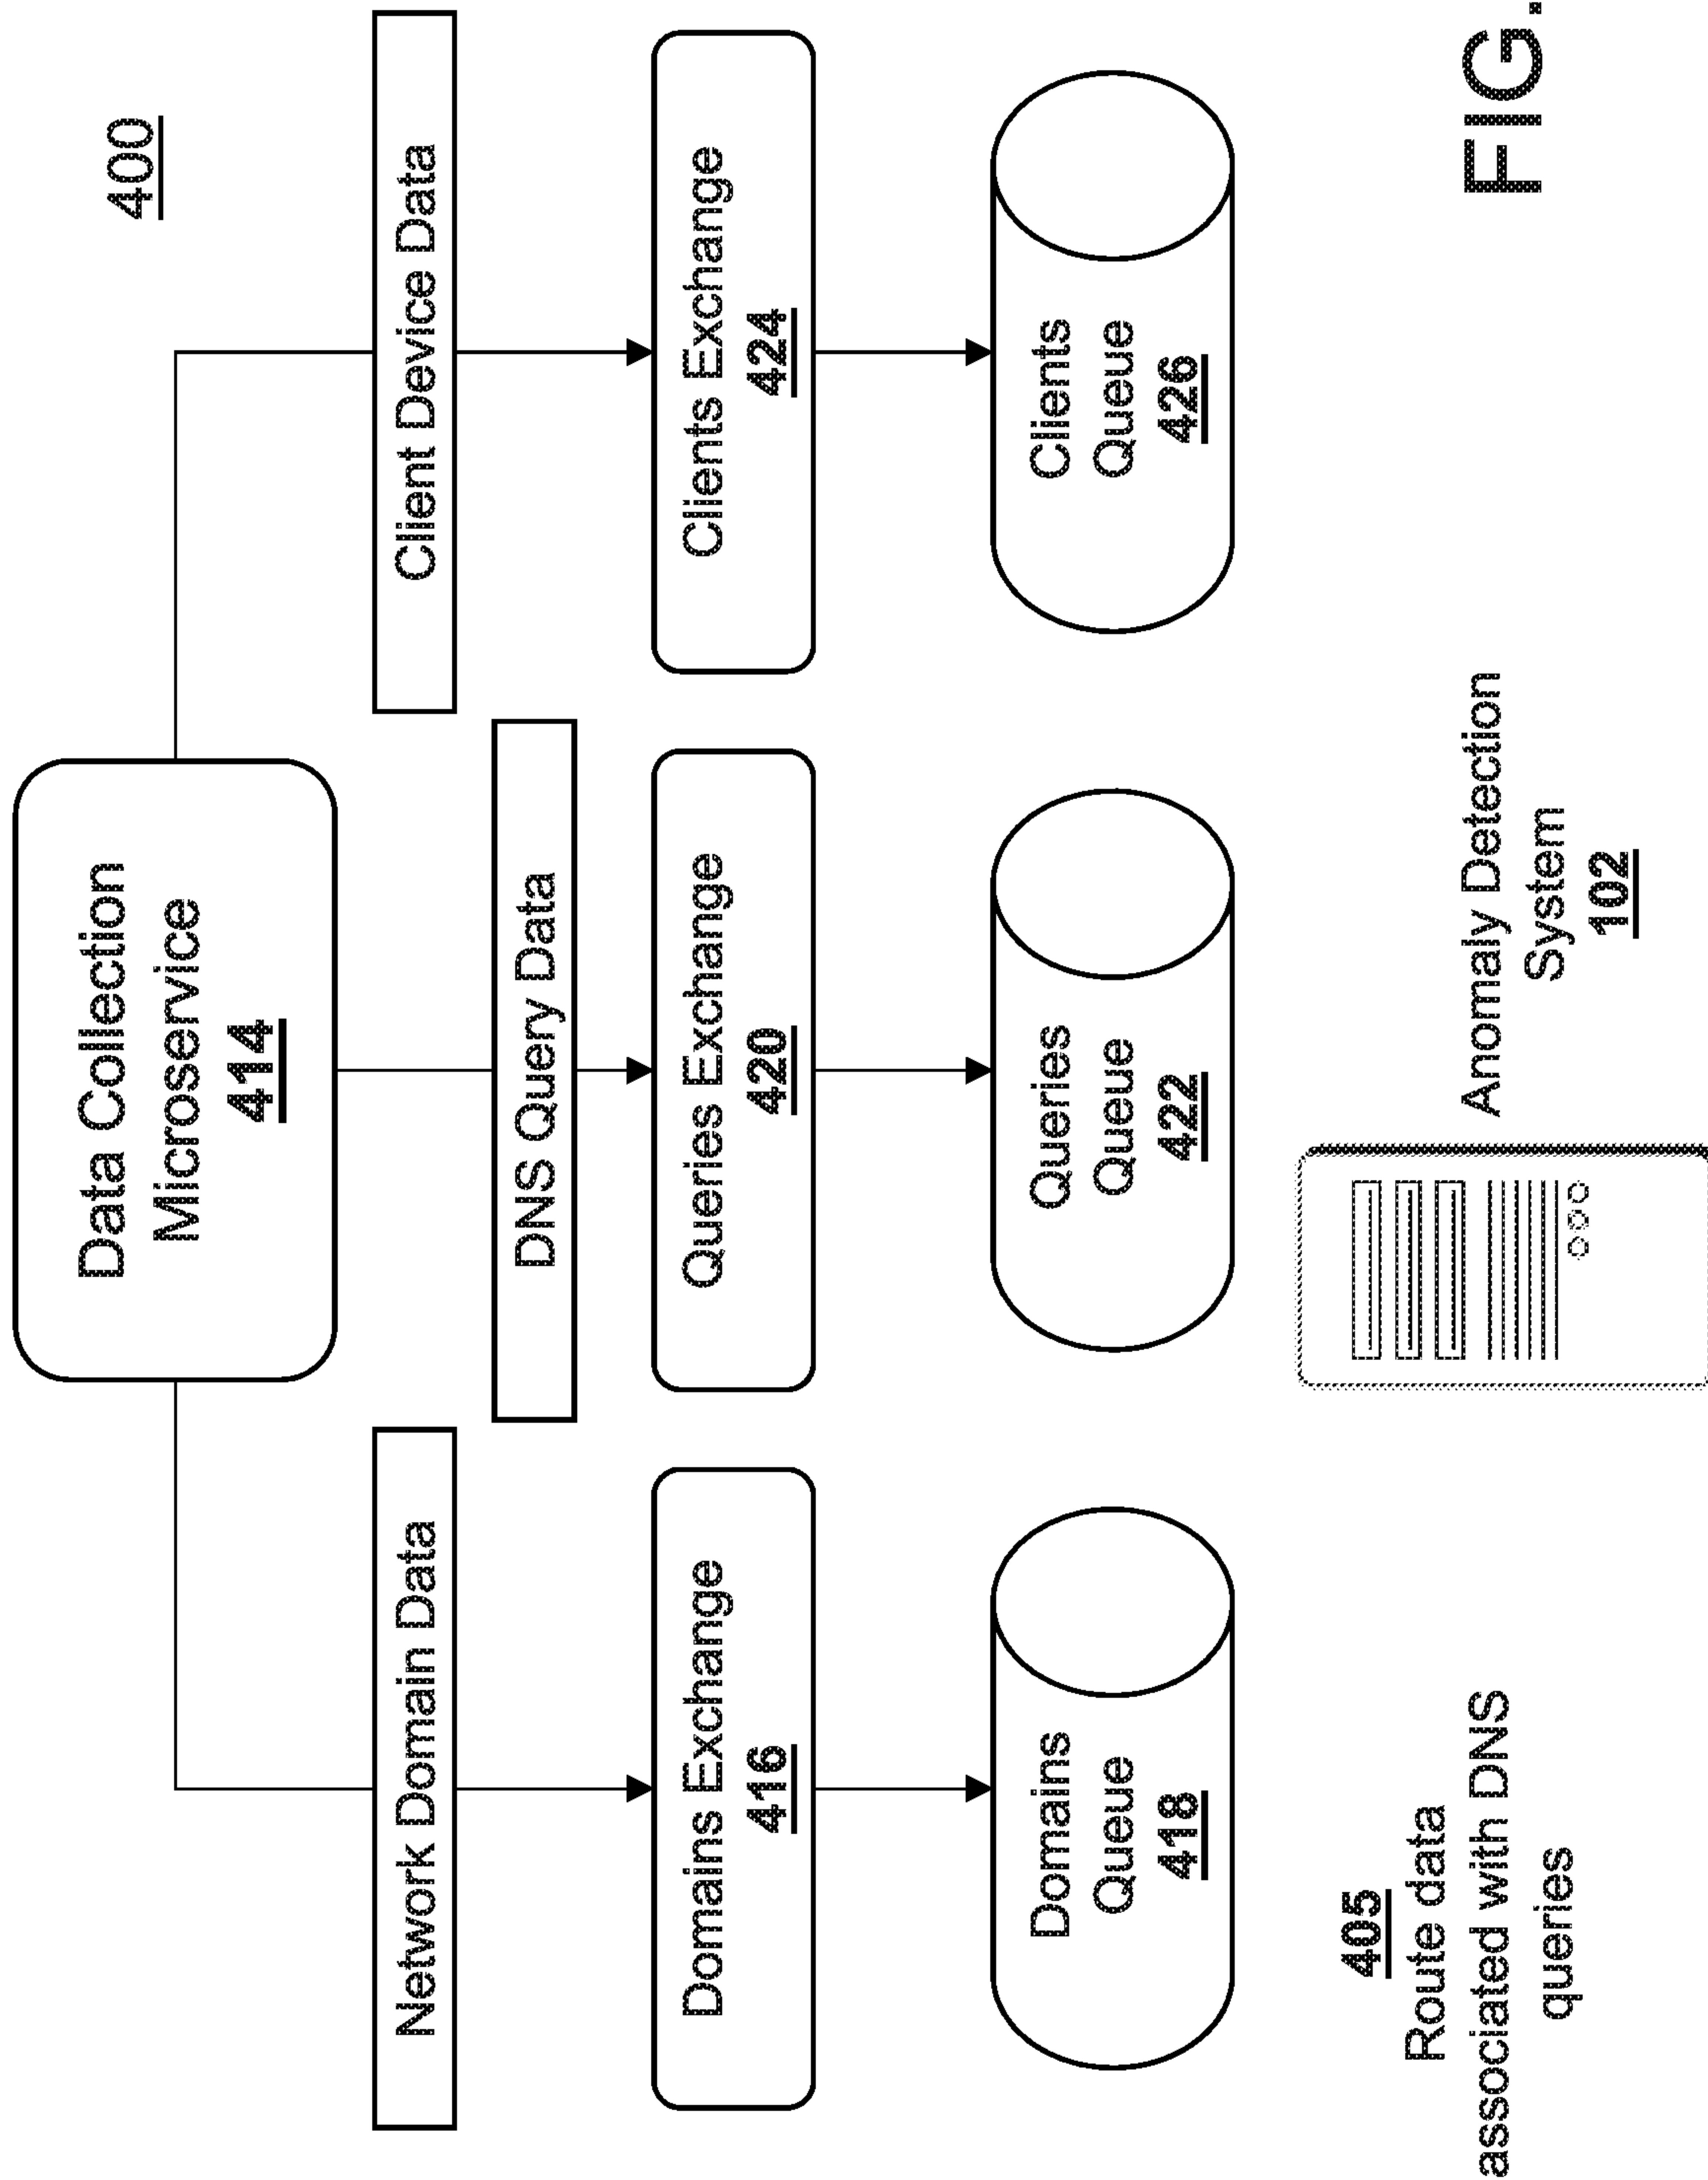 400
Data Collection
Microservice
414
Network Domain Data
Client Device Data
DNS Query Data
Domains Exchange
416
Queries Exchange
420
Clients Exchange
424
Domains
Queue
418
Queries
Queue
422
Clients
Queue
426
405
Route data
associated with DNS
queries
Anomaly Detection
System
102
FIG.